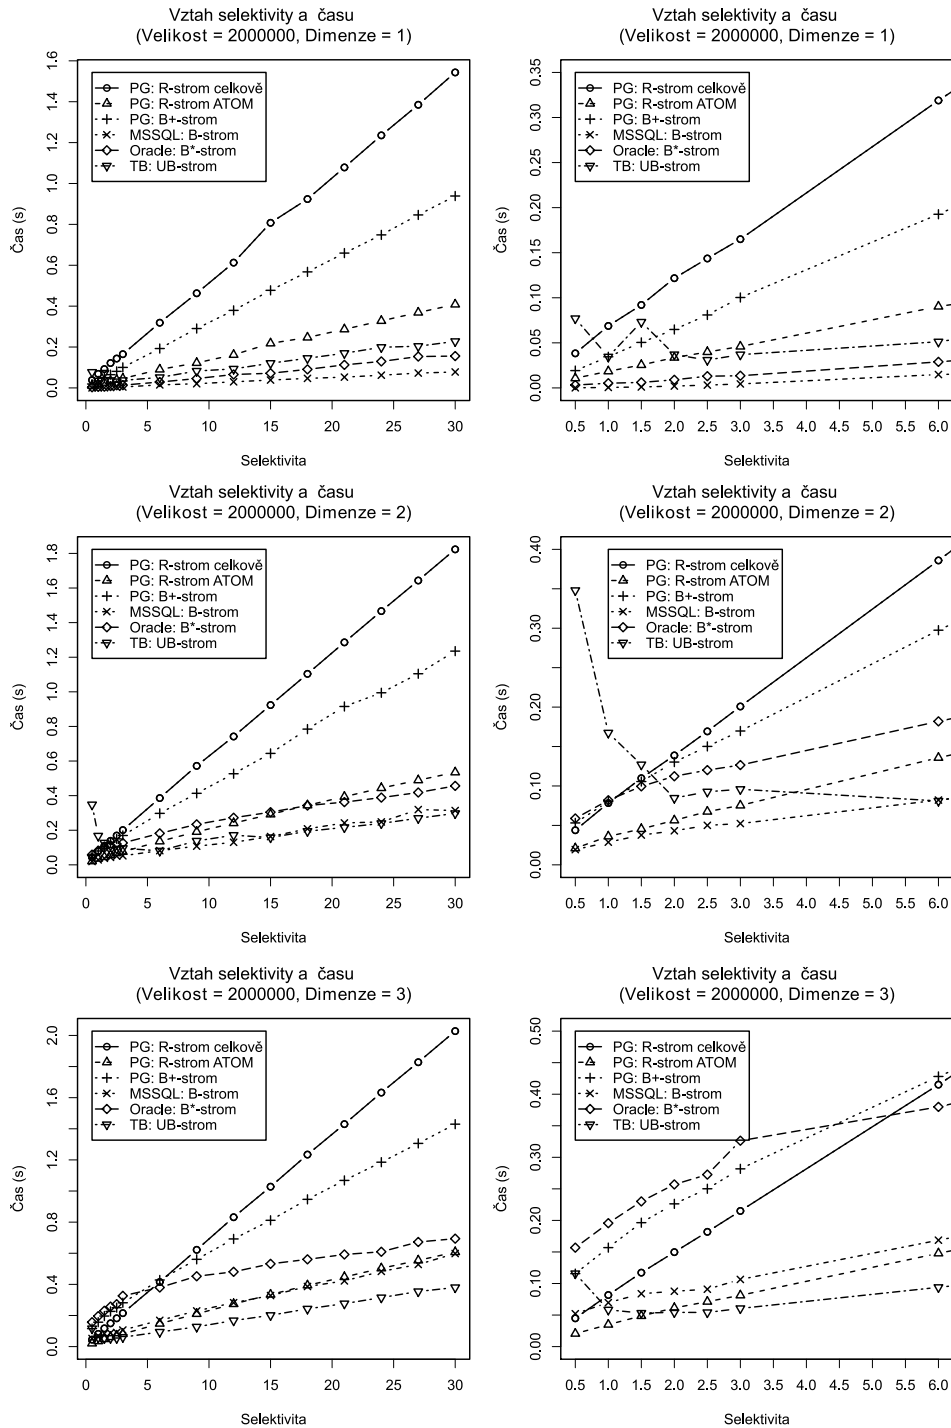 Vztah selektivity a času
(Velikost = 2000000, Dimenze = 1)
PG: R-strom celkově
PG: R-strom ATOM
PG: B+-strom
MSSQL: B-strom
Oracle: B*-strom
TB: UB-strom
Čas (s)
0.0 0.2 0.4 0.6 0.8 1.0 1.2 1.4 1.6
0 5 10 15 20 25 30
Selektivita
Vztah selektivity a času
(Velikost = 2000000, Dimenze = 1)
PG: R-strom celkově
PG: R-strom ATOM
PG: B+-strom
MSSQL: B-strom
Oracle: B*-strom
TB: UB-strom
Čas (s)
0.00 0.05 0.10 0.15 0.20 0.25 0.30 0.35
0.5 1.0 1.5 2.0 2.5 3.0 3.5 4.0 4.5 5.0 5.5 6.0
Selektivita
Vztah selektivity a času
(Velikost = 2000000, Dimenze = 2)
PG: R-strom celkově
PG: R-strom ATOM
PG: B+-strom
MSSQL: B-strom
Oracle: B*-strom
TB: UB-strom
Čas (s)
0.0 0.2 0.4 0.6 0.8 1.0 1.2 1.4 1.6 1.8
0 5 10 15 20 25 30
Selektivita
Vztah selektivity a času
(Velikost = 2000000, Dimenze = 2)
PG: R-strom celkově
PG: R-strom ATOM
PG: B+-strom
MSSQL: B-strom
Oracle: B*-strom
TB: UB-strom
Čas (s)
0.00 0.10 0.20 0.30 0.40
0.5 1.0 1.5 2.0 2.5 3.0 3.5 4.0 4.5 5.0 5.5 6.0
Selektivita
Vztah selektivity a času
(Velikost = 2000000, Dimenze = 3)
PG: R-strom celkově
PG: R-strom ATOM
PG: B+-strom
MSSQL: B-strom
Oracle: B*-strom
TB: UB-strom
Čas (s)
0.0 0.4 0.8 1.2 1.6 2.0
0 5 10 15 20 25 30
Selektivita
Vztah selektivity a času
(Velikost = 2000000, Dimenze = 3)
PG: R-strom celkově
PG: R-strom ATOM
PG: B+-strom
MSSQL: B-strom
Oracle: B*-strom
TB: UB-strom
Čas (s)
0.00 0.10 0.20 0.30 0.40 0.50
0.5 1.0 1.5 2.0 2.5 3.0 3.5 4.0 4.5 5.0 5.5 6.0
Selektivita